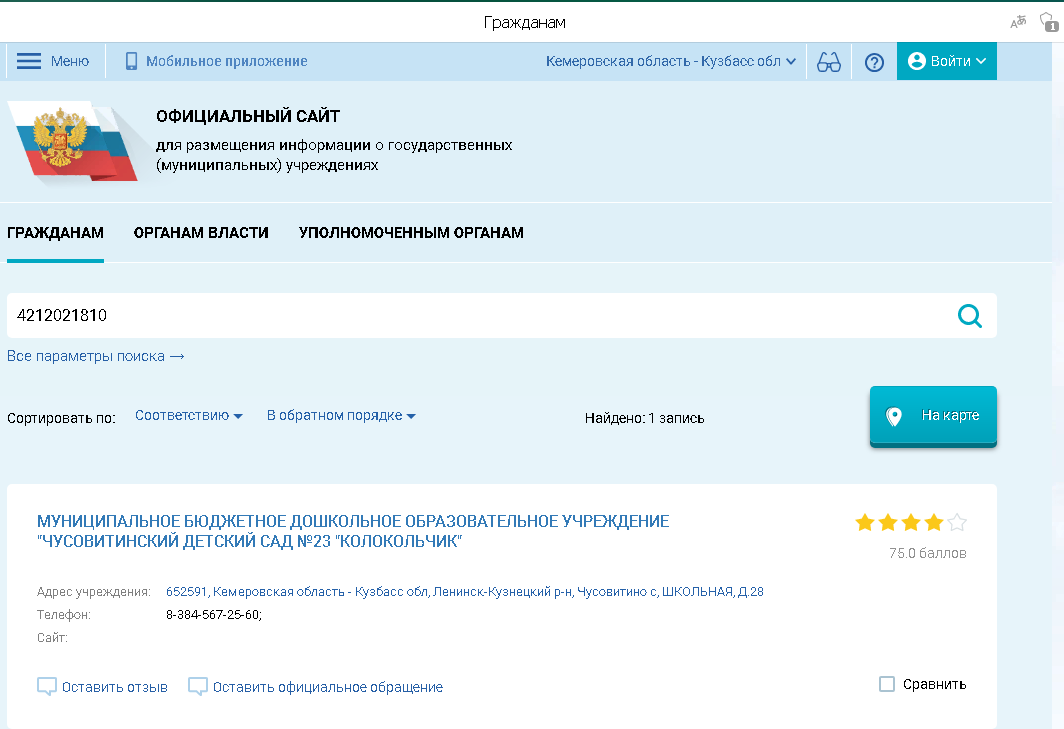 Гражданам
Aあ 1
Меню Мобильное приложение Кемеровская область - Кузбасс обл Войти
ОФИЦИАЛЬНЫЙ САЙТ
для размещения информации о государственных
(муниципальных) учреждениях
ГРАЖДАНАМ ОРГАНАМ ВЛАСТИ УПОЛНОМОЧЕННЫМ ОРГАНАМ
4212021810
Все параметры поиска →
Сортировать по: Соответствию В обратном порядке Найдено: 1 запись На карте
МУНИЦИПАЛЬНОЕ БЮДЖЕТНОЕ ДОШКОЛЬНОЕ ОБРАЗОВАТЕЛЬНОЕ УЧРЕЖДЕНИЕ
"ЧУСОВИТИНСКИЙ ДЕТСКИЙ САД №23 "КОЛОКОЛЬЧИК"
75.0 баллов
Адрес учреждения: 652591, Кемеровская область - Кузбасс обл, Ленинск-Кузнецкий р-н, Чусовитино с, ШКОЛЬНАЯ, Д.28
Телефон: 8-384-567-25-60;
Сайт:
Оставить отзыв Оставить официальное обращение Сравнить